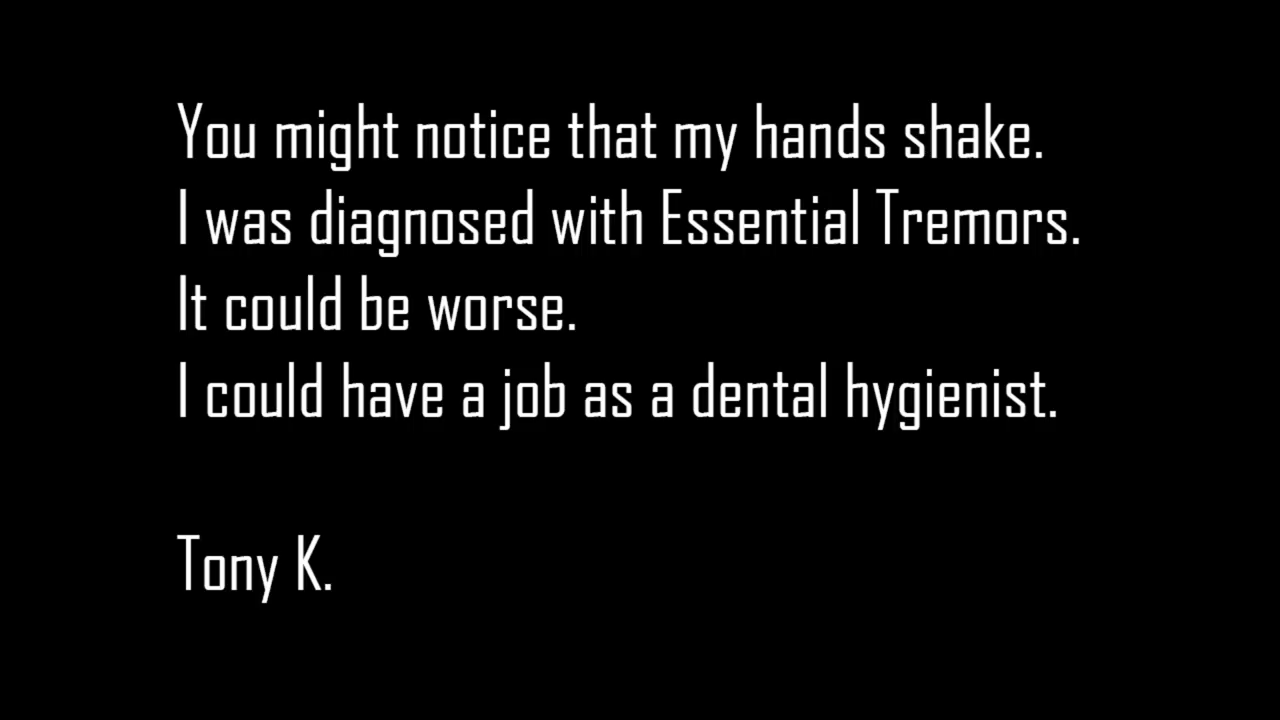 You might notice that my hands shake.
I was diagnosed with Essential Tremors.
It could be worse.
I could have a job as a dental hygienist.
Tony K.